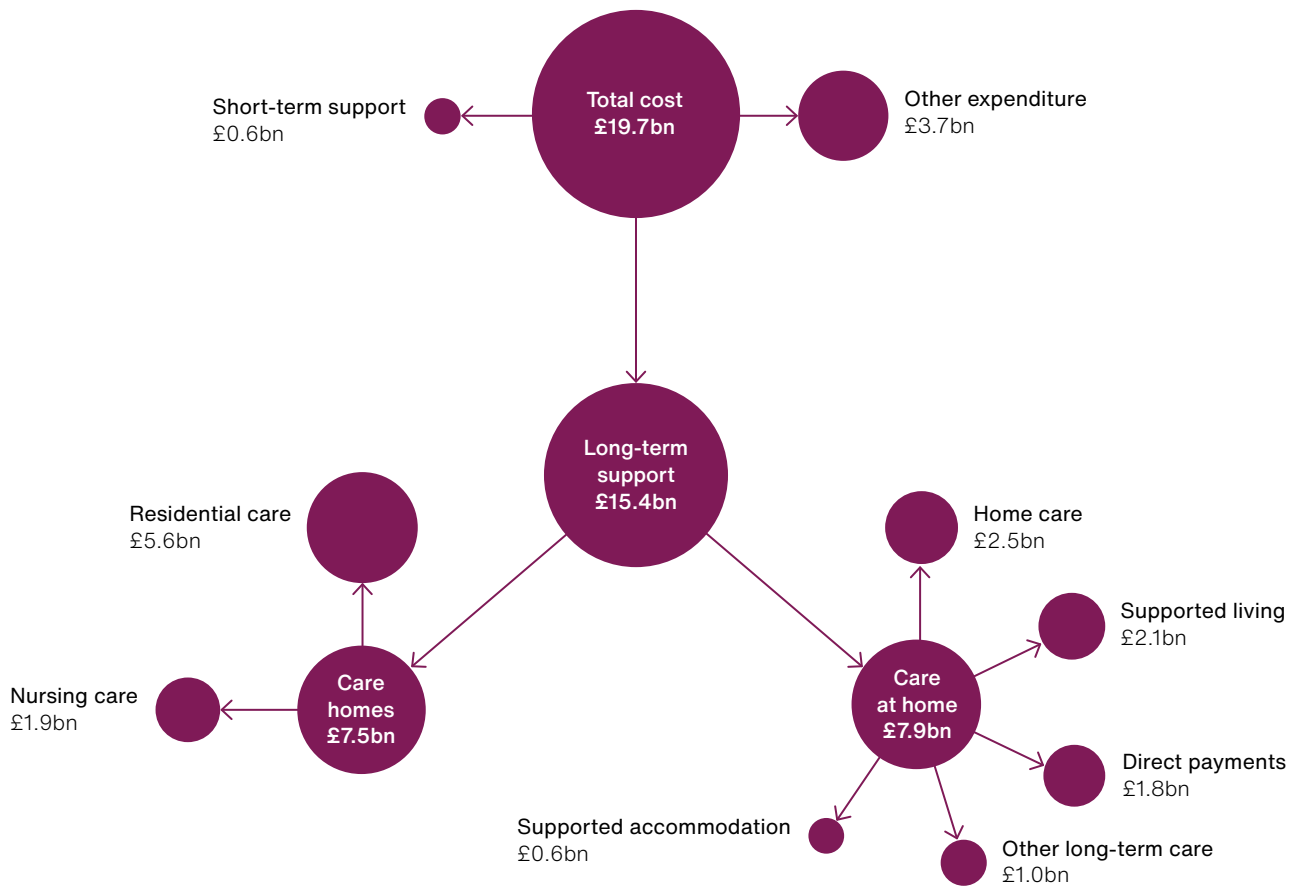 Total cost
£19.7bn
Short-term support
£0.6bn
Other expenditure
£3.7bn
Long-term
support
£15.4bn
Residential care
£5.6bn
Care
homes
£7.5bn
Nursing care
£1.9bn
Care
at home
£7.9bn
Home care
£2.5bn
Supported living
£2.1bn
Direct payments
£1.8bn
Other long-term care
£1.0bn
Supported accommodation
£0.6bn